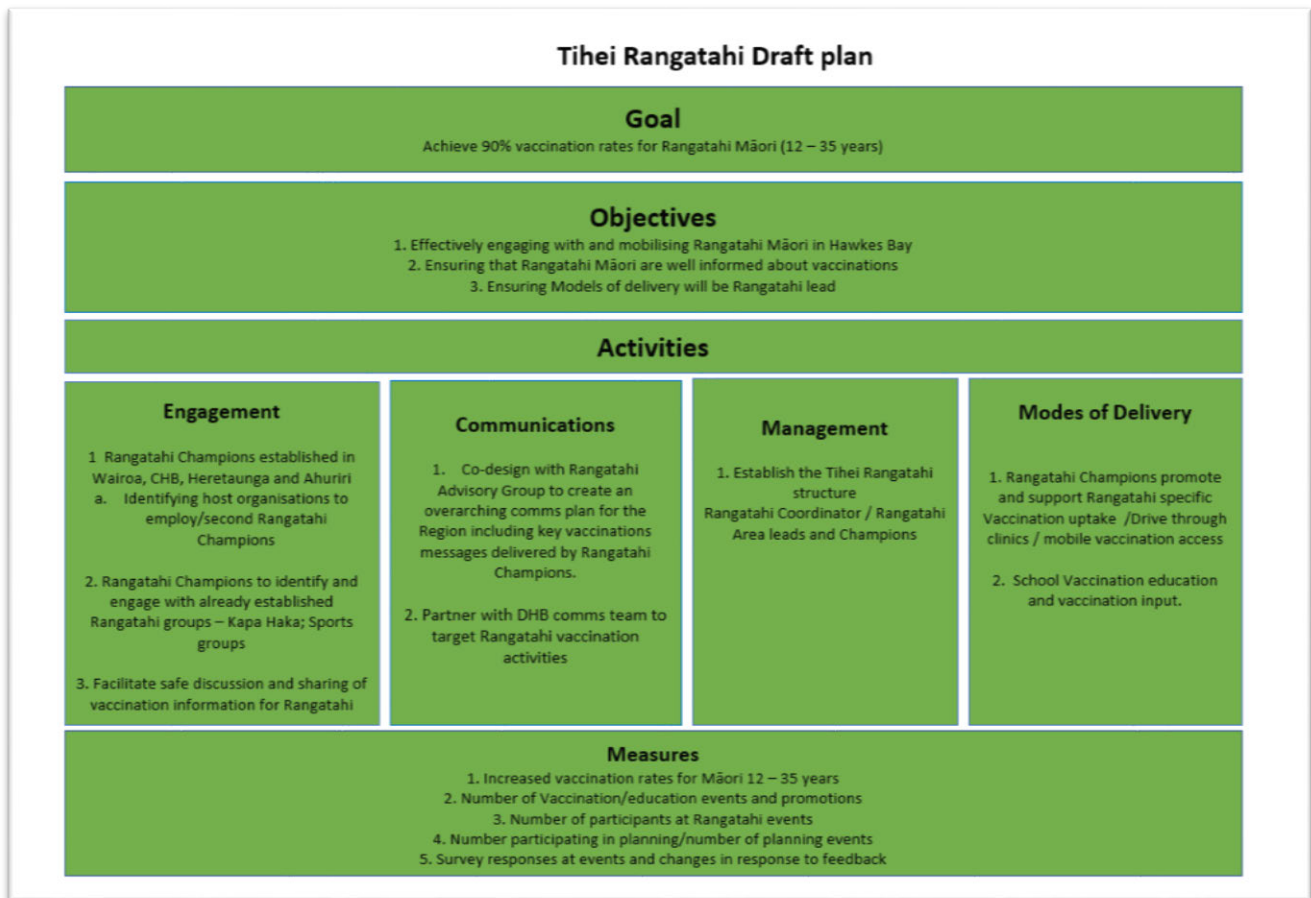 Tihei Rangatahi Draft plan
Goal
Achieve 90% vaccination rates for Rangatahi Māori (12 – 35 years)
Objectives
1. Effectively engaging with and mobilising Rangatahi Māori in Hawkes Bay
2. Ensuring that Rangatahi Māori are well informed about vaccinations
3. Ensuring Models of delivery will be Rangatahi lead
Activities
Engagement
1 Rangatahi Champions established in
Wairoa, CHB, Heretaunga and Ahuriri
a. Identifying host organisations to
employ/second Rangatahi
Champions
2. Rangatahi Champions to identify and
engage with already established
Rangatahi groups – Kapa Haka; Sports
groups
3. Facilitate safe discussion and sharing of
vaccination information for Rangatahi
Communications
1. Co-design with Rangatahi
Advisory Group to create an
overarching comms plan for the
Region including key vaccinations
messages delivered by Rangatahi
Champions.
2. Partner with DHB comms team to
target Rangatahi vaccination
activities
Management
1. Establish the Tihei Rangatahi
structure
Rangatahi Coordinator / Rangatahi
Area leads and Champions
Modes of Delivery
1. Rangatahi Champions promote
and support Rangatahi specific
Vaccination uptake /Drive through
clinics / mobile vaccination access
2. School Vaccination education
and vaccination input.
Measures
1. Increased vaccination rates for Māori 12 – 35 years
2. Number of Vaccination/education events and promotions
3. Number of participants at Rangatahi events
4. Number participating in planning/number of planning events
5. Survey responses at events and changes in response to feedback